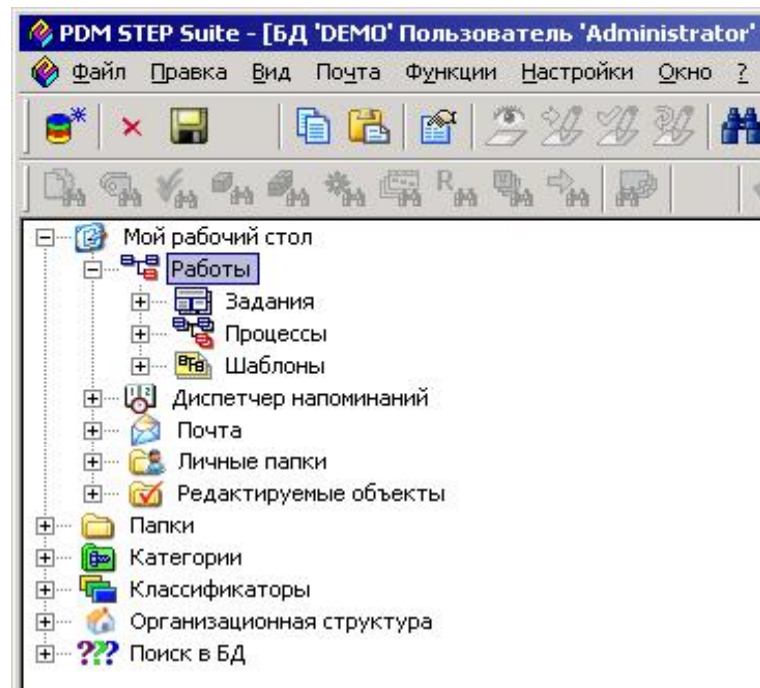 PDM STEP Suite - [БД 'DEMO' Пользователь 'Administrator'
Файл Правка Вид Почта Функции Настройки Окно ?
R
Мой рабочий стол
Работы
Задания
Процессы
Шаблоны
Диспетчер напоминаний
Почта
Личные папки
Редактируемые объекты
Папки
Категории
Классификаторы
Организационная структура
??? Поиск в БД